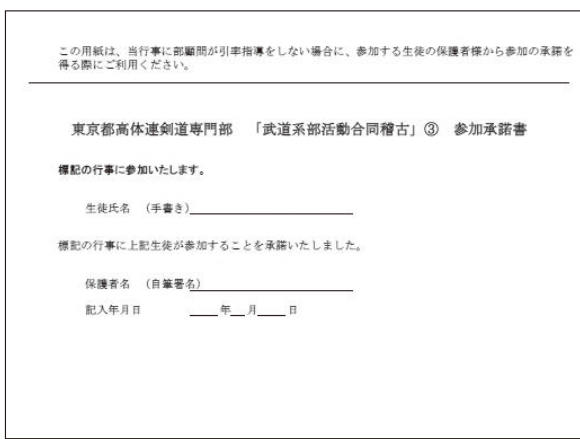 この用紙は、当行事に部顧問が引率指導をしない場合に、参加する生徒の保護者様から参加の承諾を
得る際にご利用ください。
東京都高体連剣道専門部　「武道系部活動合同稽古」③　参加承諾書
標記の行事に参加いたします。
生徒氏名　（手書き）
標記の行事に上記生徒が参加することを承諾いたしました。
保護者名　（自筆署名）
記入年月日　　　年　月　日